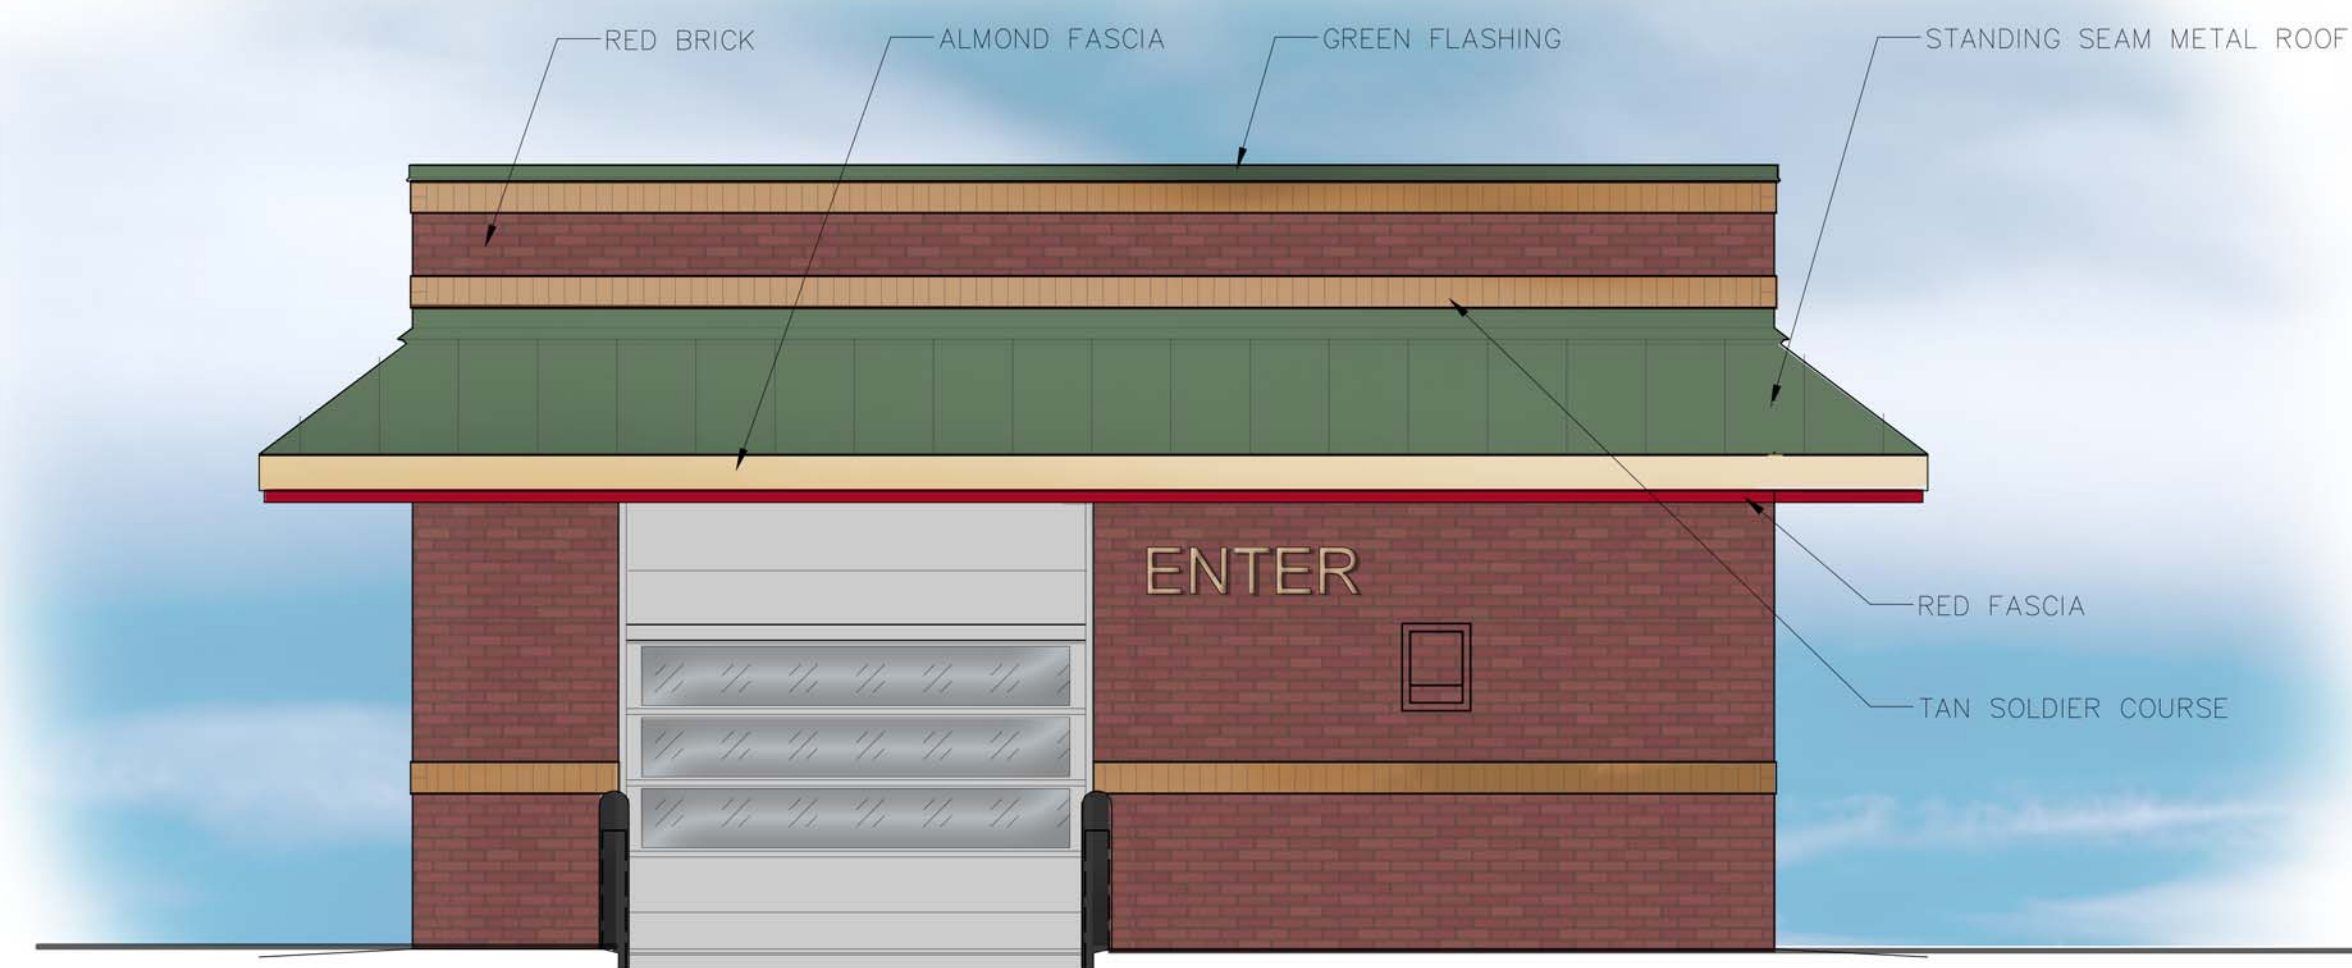 RED BRICK
ALMOND FASCIA
GREEN FLASHING
STANDING SEAM METAL ROOF
ENTER
RED FASCIA
TAN SOLDIER COURSE